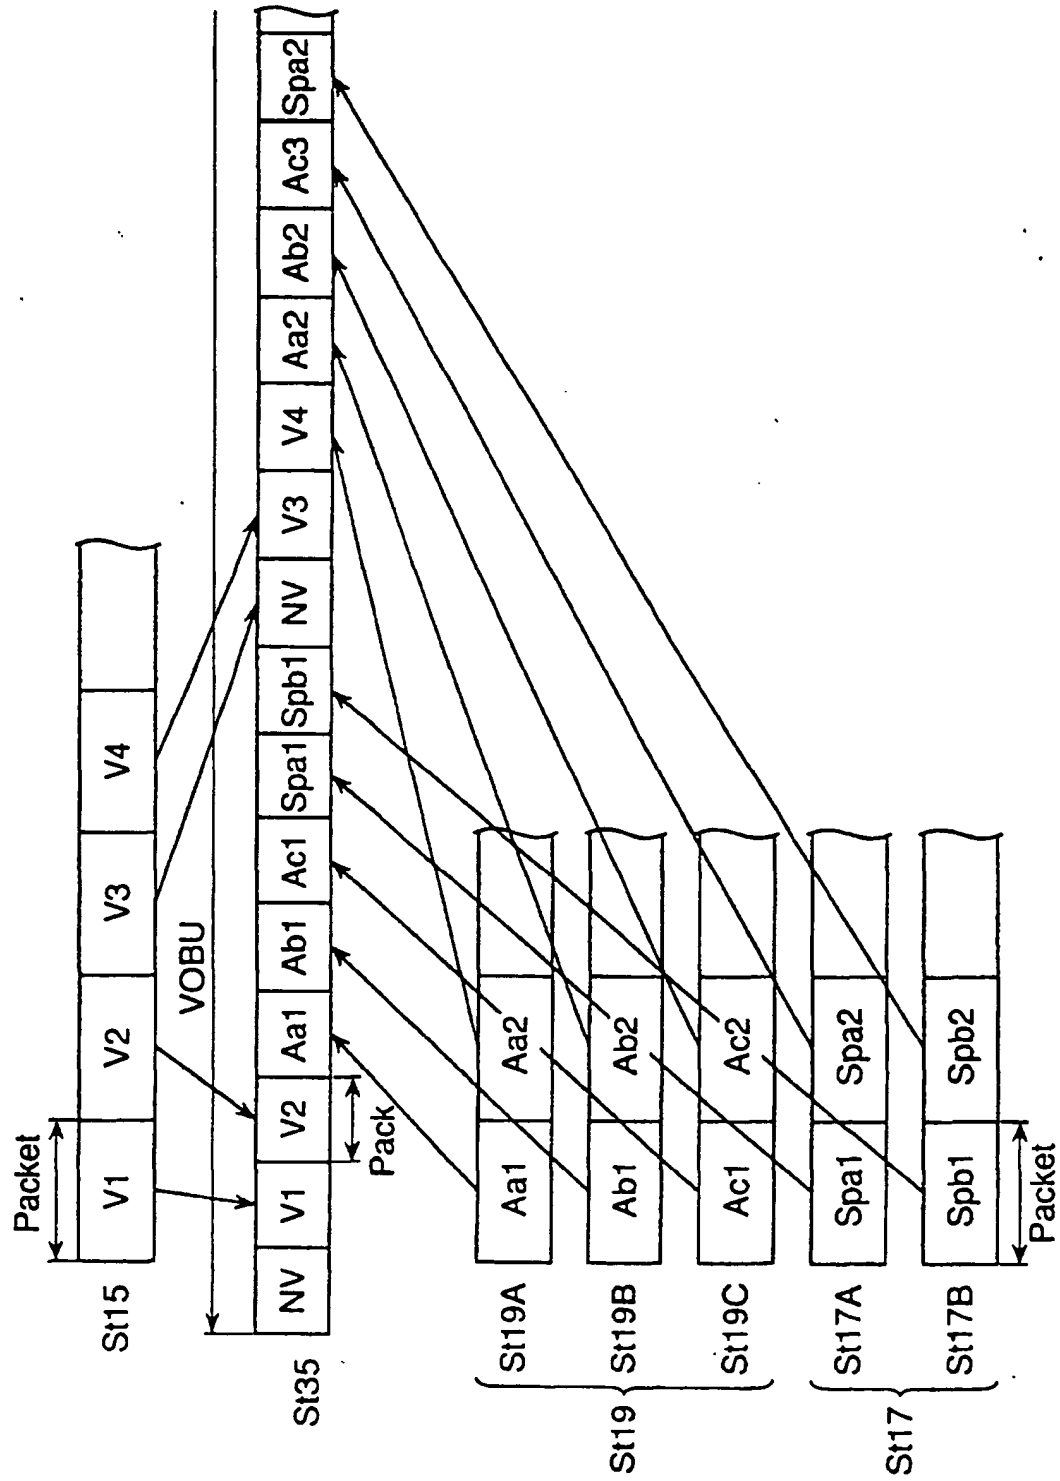 Packet
St15 V1 V2 V3 V4
VOBU
St35 NV V1 V2 Aa1 Ab1 Ac1 Spa1 Spb1 NV V3 V4 Aa2 Ab2 Ac3 Spa2
Pack
St19A Aa1 Aa2
St19B Ab1 Ab2
St19C Ac1 Ac2
St19
St17A Spa1 Spa2
St17B Spb1 Spb2
St17
Packet